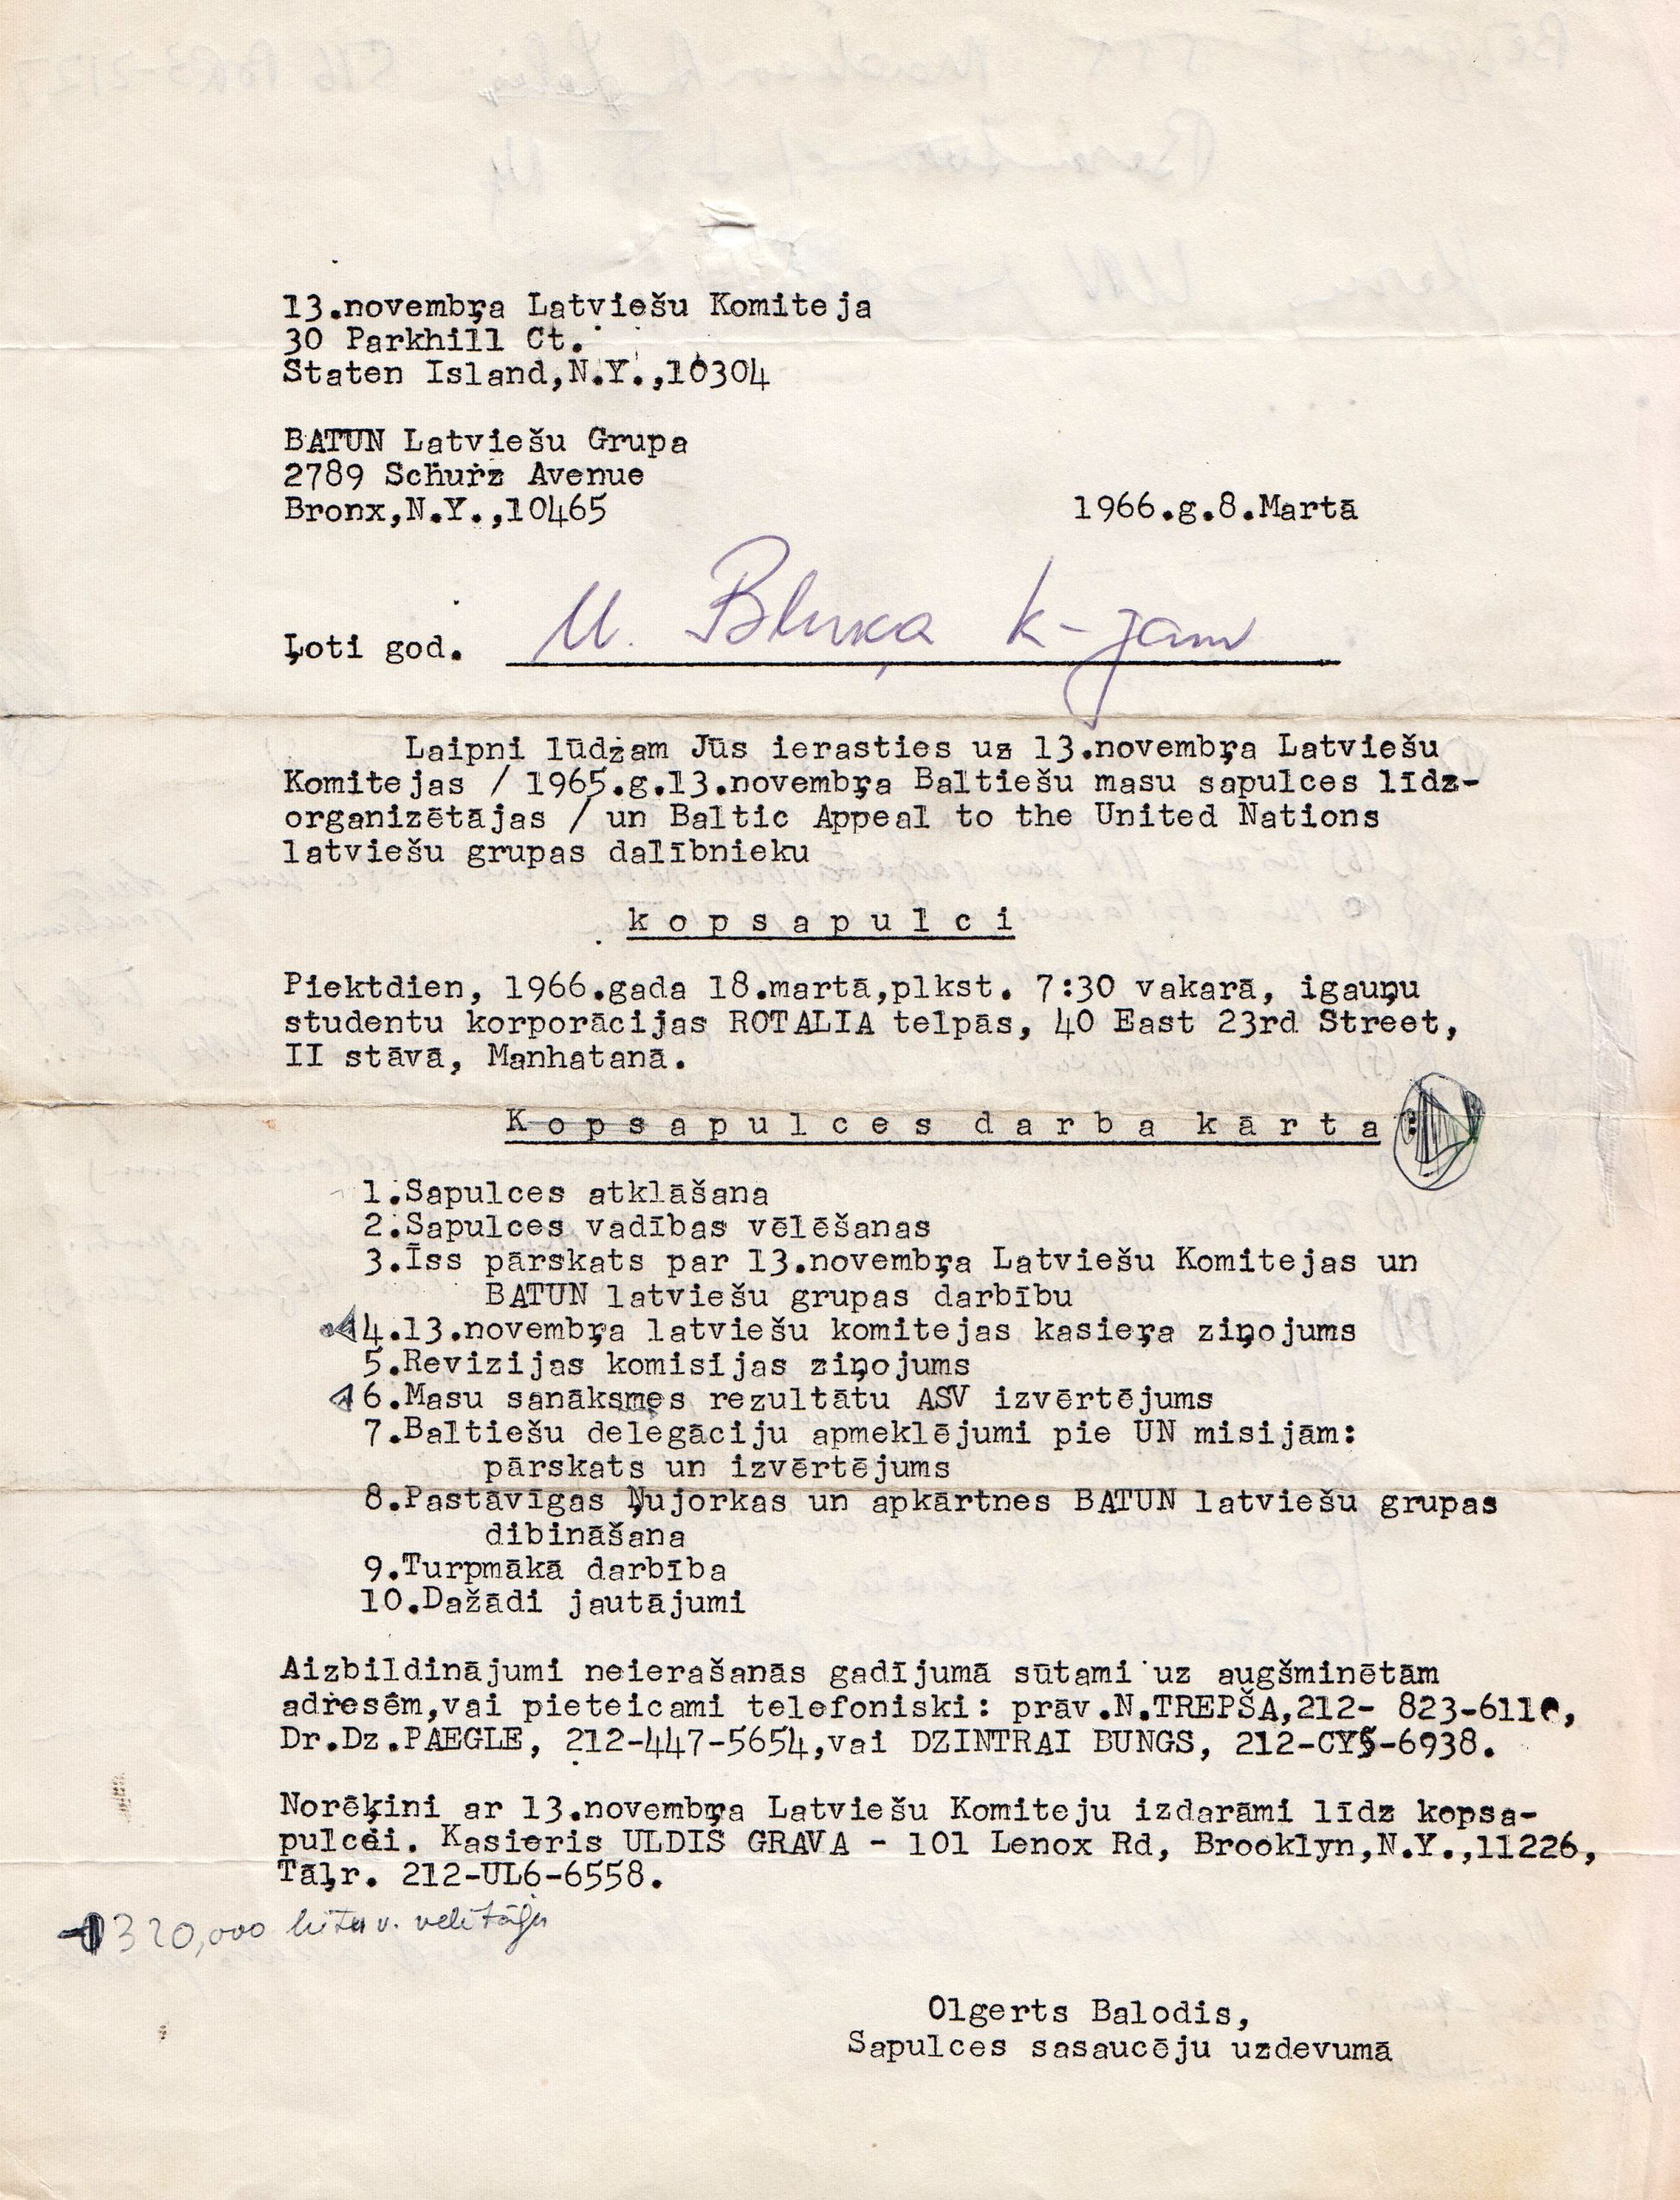 13.novembŗa Latviešu Komiteja
30 Parkhill Ct.
Staten Island,N.Y.,10304
BATUN Latviešu Grupa
2789 Schurz Avenue
Bronx,N.Y.,10465
1966.g.8.Martā
Ļoti god. U. Bluķa k-gam
Laipni lūdzam Jūs ierasties uz 13.novembŗa Latviešu
Komitejas / 1965.g.13.novembŗa Baltiešu masu sapulces līdz-
organizētājas / un Baltic Appeal to the United Nations
latviešu grupas dalībnieku
k o p s a p u l c i
Piektdien, 1966.gada 18.martā,plkst. 7:30 vakarā, igauņu
studentu korporācijas ROTALIA telpās, 40 East 23rd Street,
II stāvā, Manhatanā.
K o p s a p u l c e s d a r b a k ā r t a :
1.Sapulces atklāšana
2.Sapulces vadības vēlēšanas
3.Īss pārskats par 13.novembŗa Latviešu Komitejas un
BATUN latviešu grupas darbību
4.13.novembŗa latviešu komitejas kasieŗa ziņojums
5.Revizijas komisijas ziņojums
6.Masu sanāksmes rezultātu ASV izvērtējums
7.Baltiešu delegāciju apmeklējumi pie UN misijām:
pārskats un izvērtējums
8.Pastāvīgas Ņujorkas un apkārtnes BATUN latviešu grupas
dibināšana
9.Turpmākā darbība
10.Dažādi jautājumi
Aizbildinājumi neierašanās gadījumā sūtami uz augšminētām
adresēm,vai pieteicami telefoniski: prāv.N.TREPŠA,212- 823-6110,
Dr.Dz.PAEGLE, 212-447-5654,vai DZINTRAI BUNGS, 212-CY5-6938.
Norēķini ar 13.novembŗa Latviešu Komiteju izdarāmi līdz kopsa-
pulcei. Kasieris ULDIS GRAVA - 101 Lenox Rd, Brooklyn,N.Y.,11226,
Tāļr. 212-UL6-6558.
320,000 lietuv. vēlētāju
Olgerts Balodis,
Sapulces sasaucēju uzdevumā